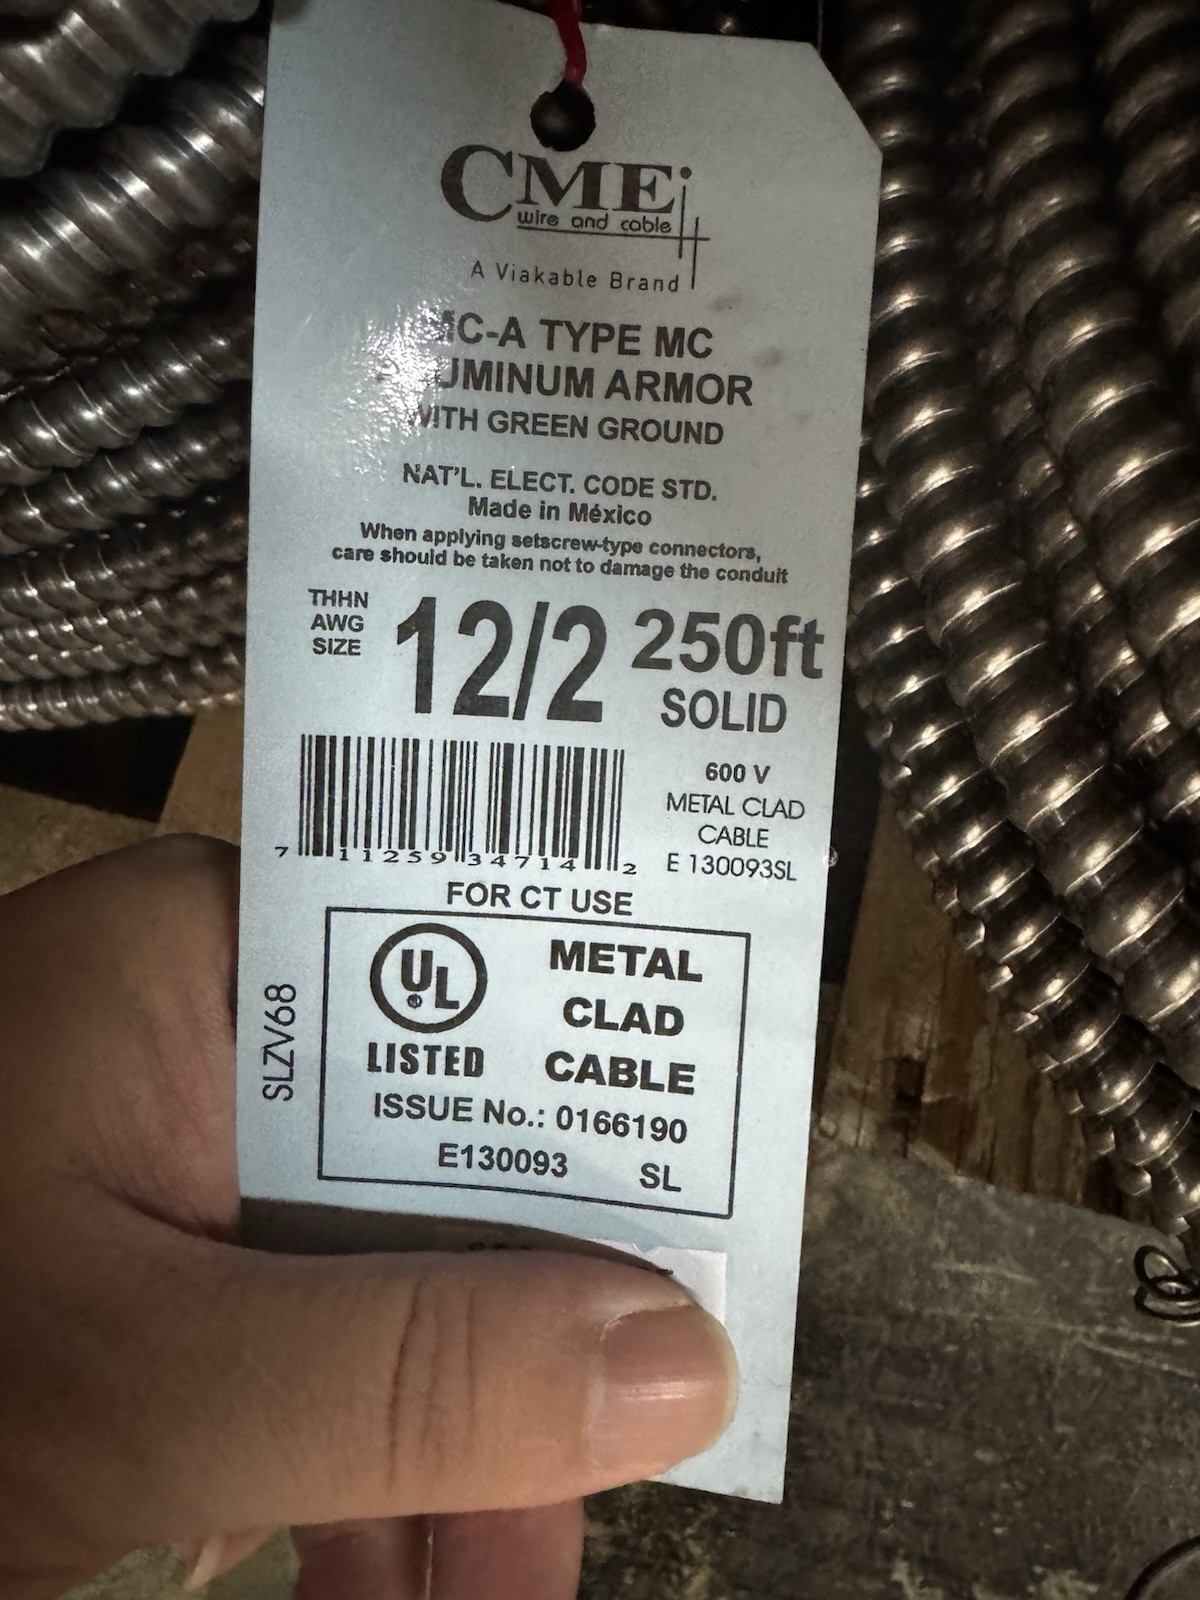 CME
wire and cable
A Viakable Brand
MC-A TYPE MC
ALUMINUM ARMOR
WITH GREEN GROUND
NAT'L. ELECT. CODE STD.
Made in México
When applying setscrew-type connectors,
care should be taken not to damage the conduit
THHN
AWG
SIZE
12/2
250ft
SOLID
7 11259 34714 2
600 V
METAL CLAD
CABLE
E 130093SL
FOR CT USE
SLZV68
UL
LISTED
METAL
CLAD
CABLE
ISSUE No.: 0166190
E130093 SL